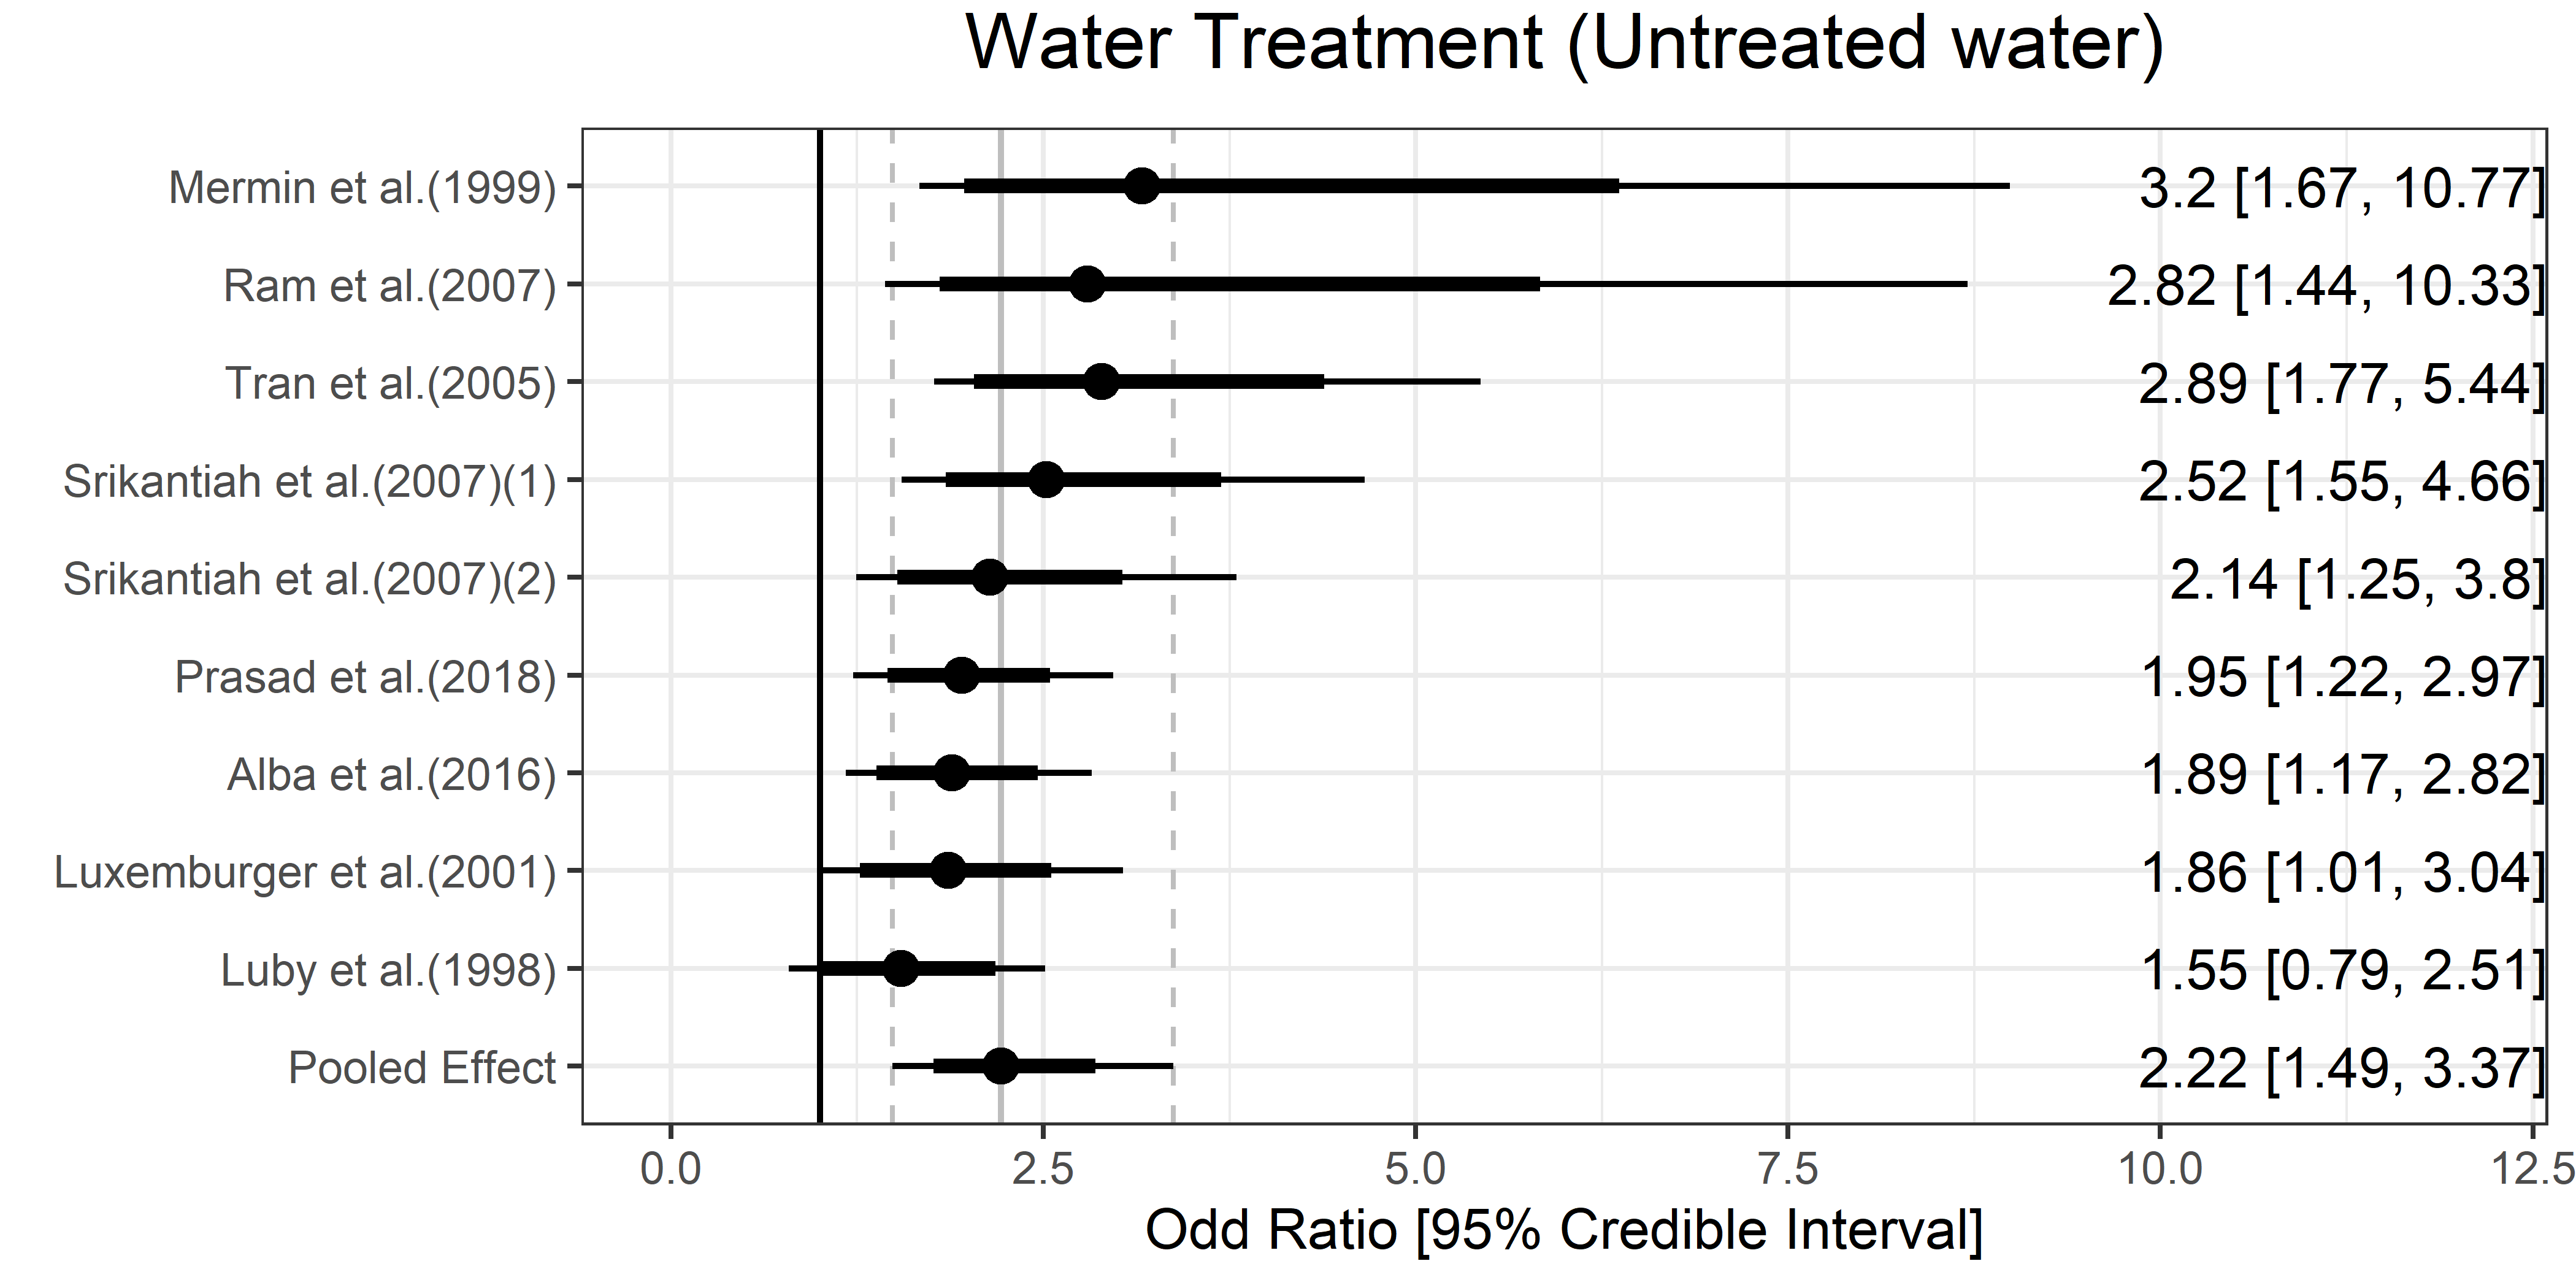 Water Treatment (Untreated water)
Mermin et al.(1999) 3.2 [1.67, 10.77]
Ram et al.(2007) 2.82 [1.44, 10.33]
Tran et al.(2005) 2.89 [1.77, 5.44]
Srikantiah et al.(2007)(1) 2.52 [1.55, 4.66]
Srikantiah et al.(2007)(2) 2.14 [1.25, 3.8]
Prasad et al.(2018) 1.95 [1.22, 2.97]
Alba et al.(2016) 1.89 [1.17, 2.82]
Luxemburger et al.(2001) 1.86 [1.01, 3.04]
Luby et al.(1998) 1.55 [0.79, 2.51]
Pooled Effect 2.22 [1.49, 3.37]
0.0 2.5 5.0 7.5 10.0 12.5
Odd Ratio [95% Credible Interval]